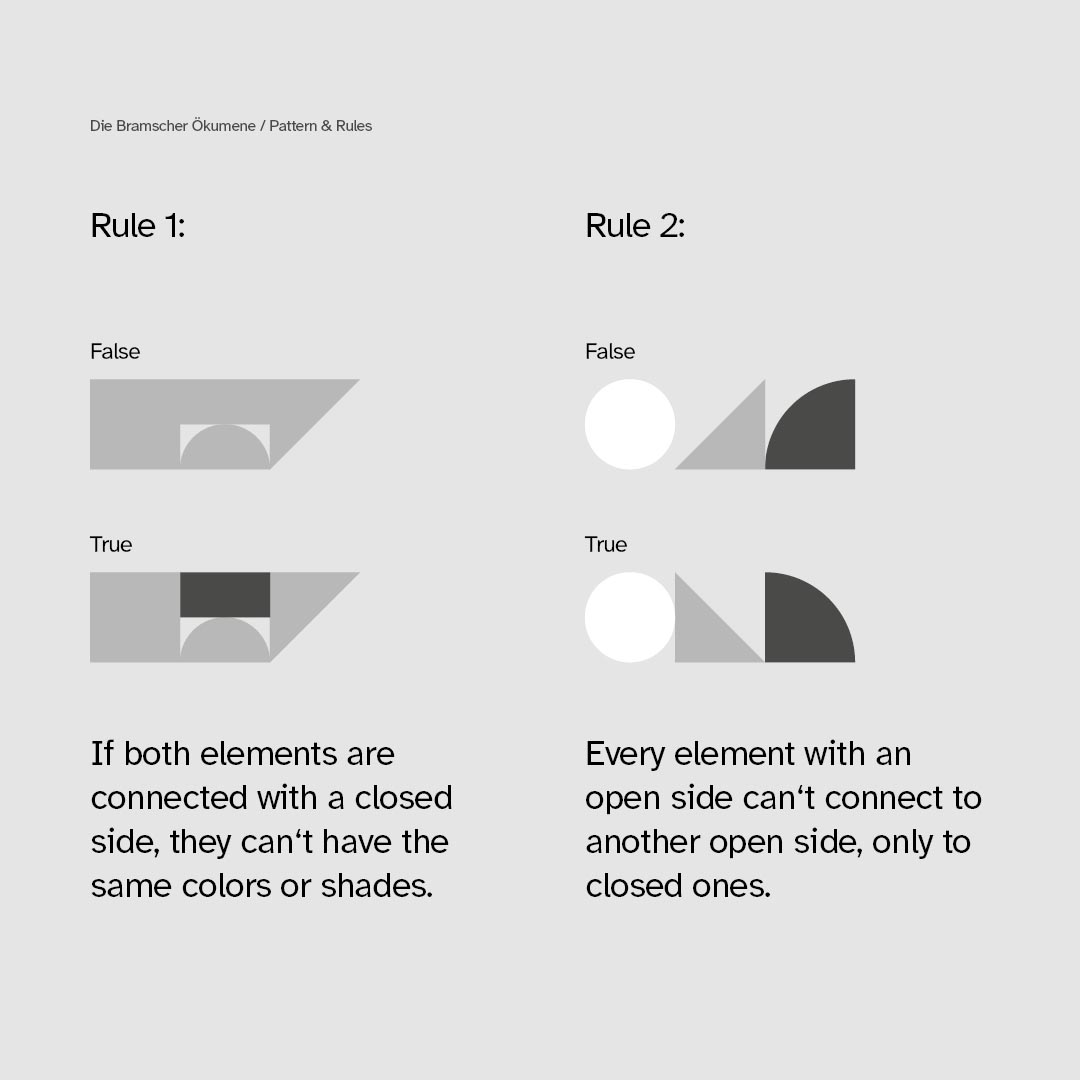 Die Bramscher Ökumene / Pattern & Rules
Rule 1:
False
True
If both elements are
connected with a closed
side, they can‘t have the
same colors or shades.
Rule 2:
False
True
Every element with an
open side can‘t connect to
another open side, only to
closed ones.